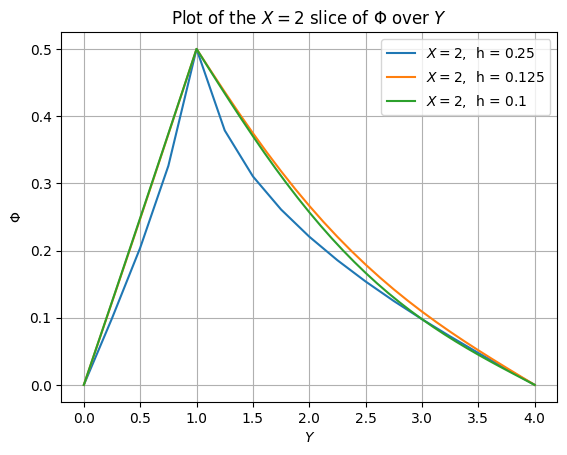 Plot of the X = 2 slice of Φ over Y
X = 2,  h = 0.25
X = 2,  h = 0.125
X = 2,  h = 0.1
Φ
0.5
0.4
0.3
0.2
0.1
0.0
0.0 0.5 1.0 1.5 2.0 2.5 3.0 3.5 4.0
Y